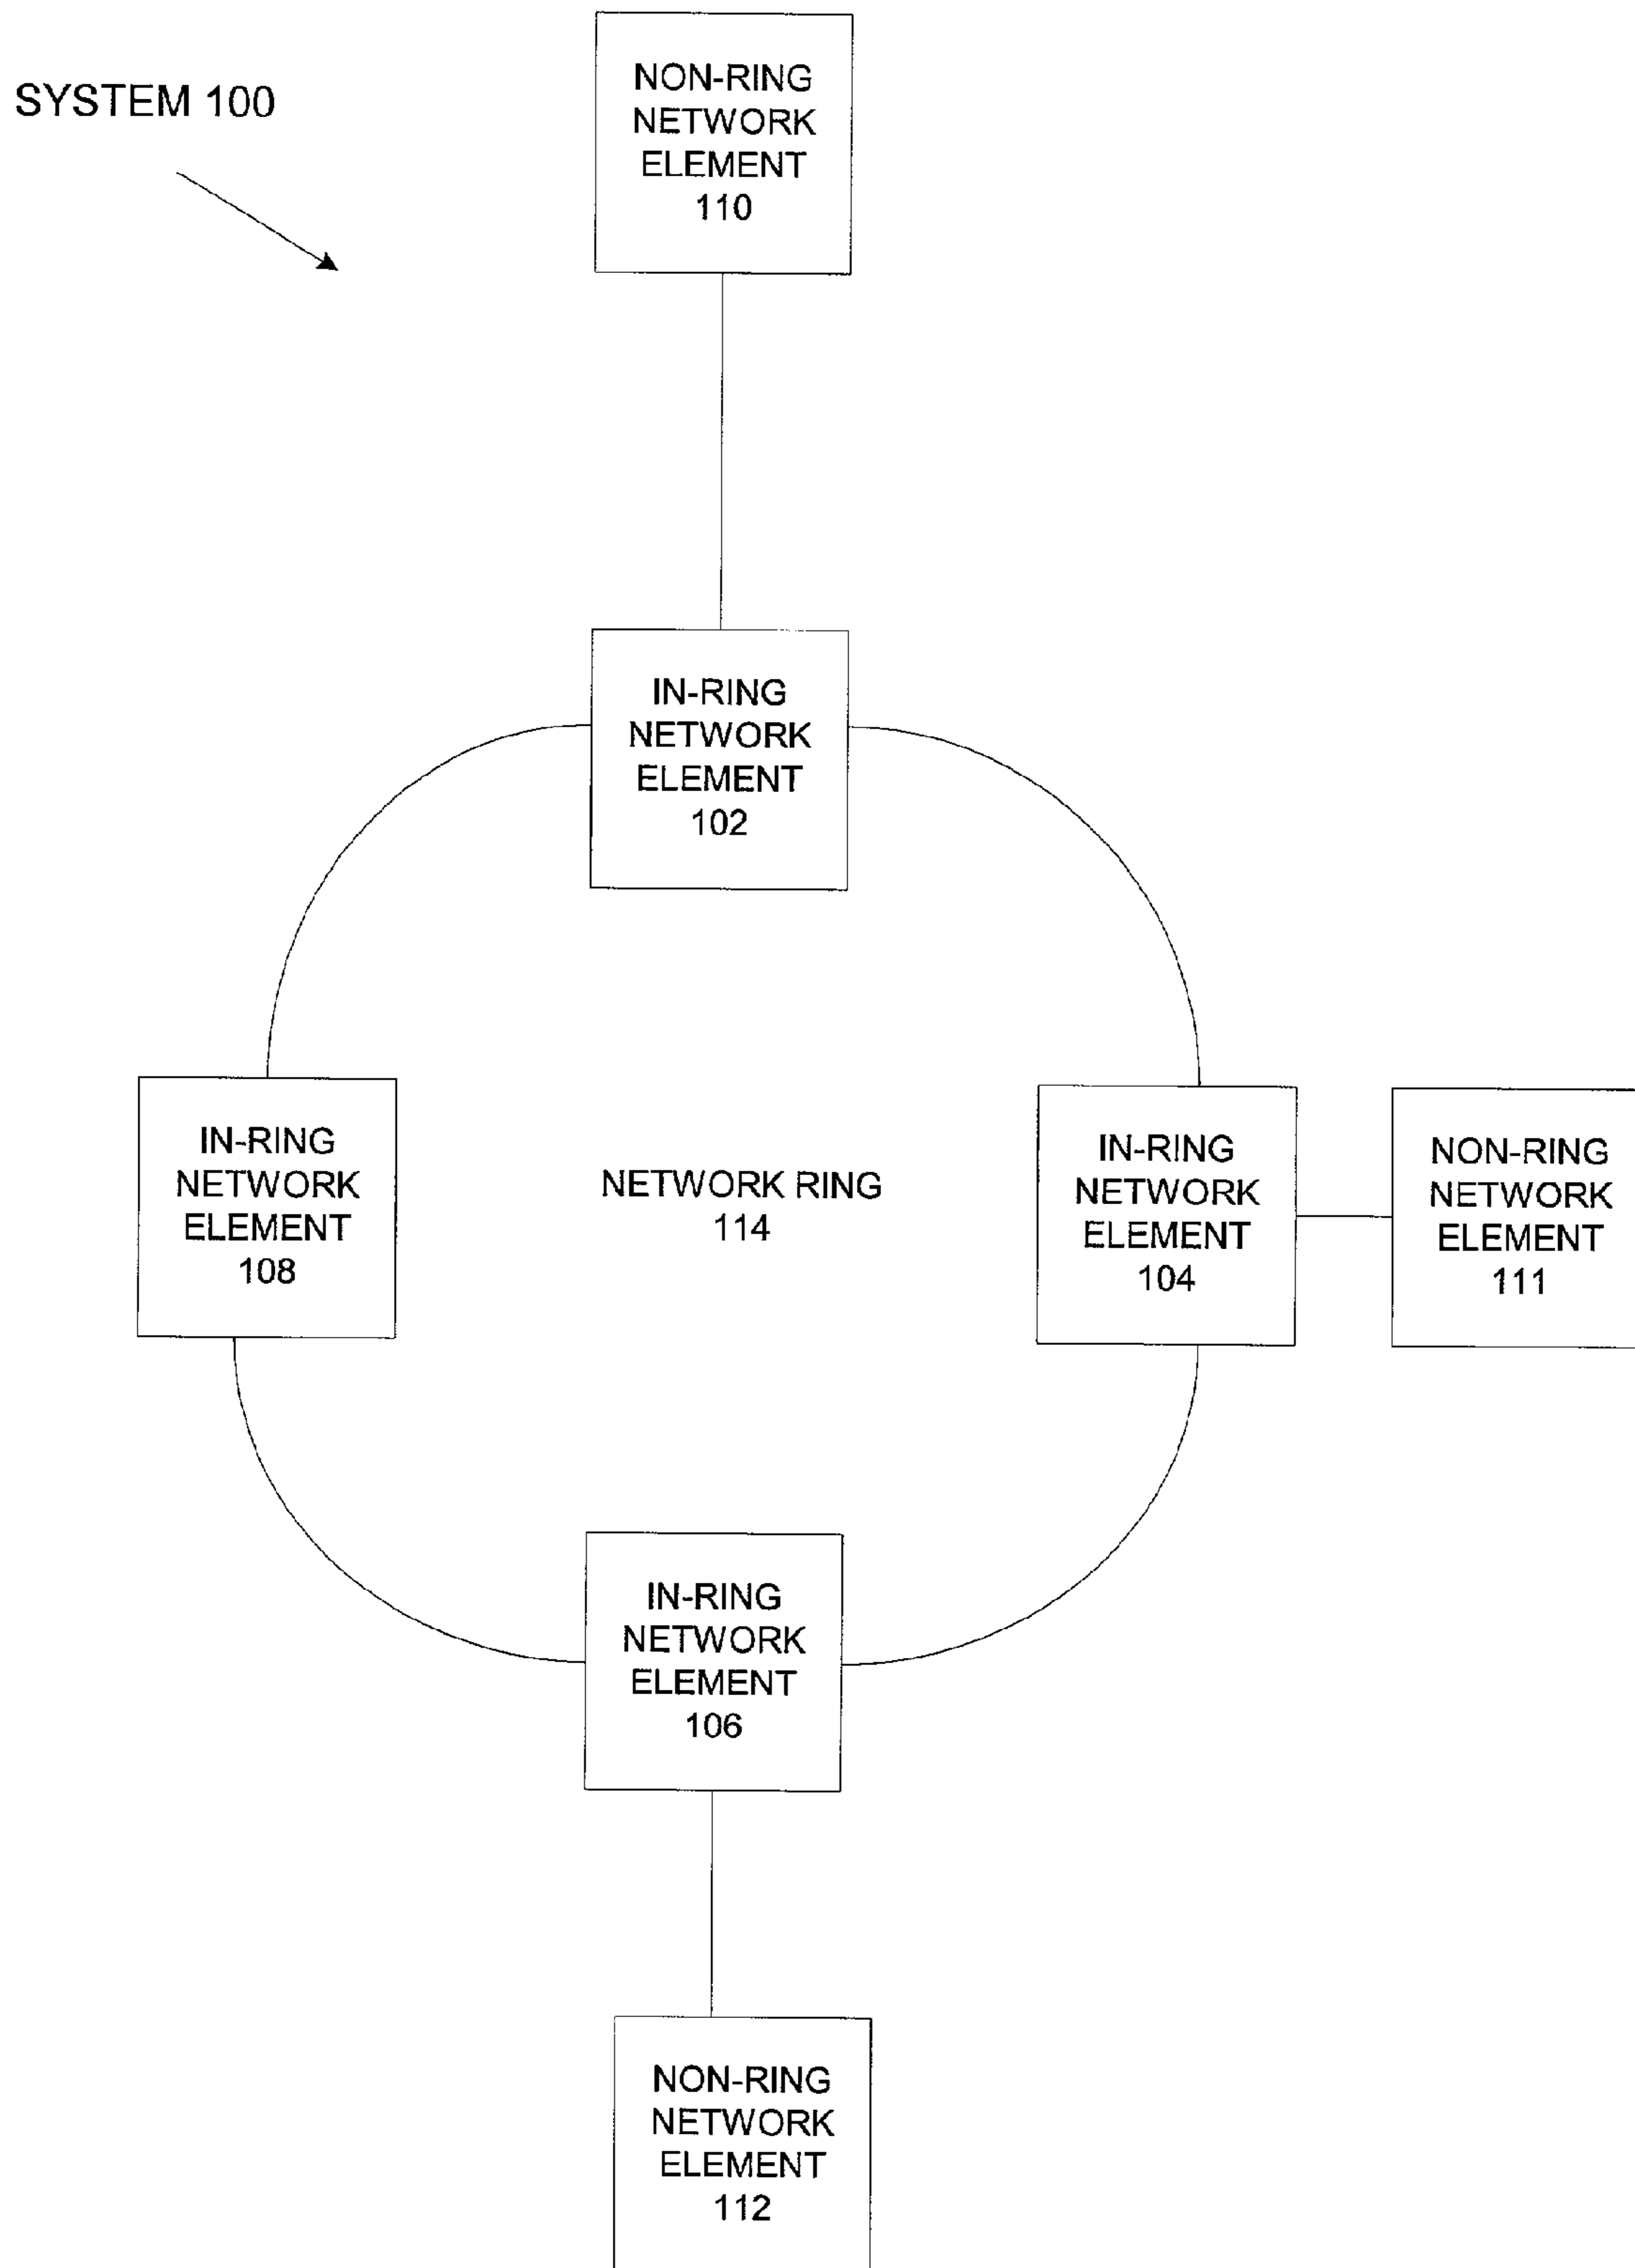 SYSTEM 100
NON-RING
NETWORK
ELEMENT
110
IN-RING
NETWORK
ELEMENT
102
IN-RING
NETWORK
ELEMENT
108
NETWORK RING
114
IN-RING
NETWORK
ELEMENT
104
NON-RING
NETWORK
ELEMENT
111
IN-RING
NETWORK
ELEMENT
106
NON-RING
NETWORK
ELEMENT
112